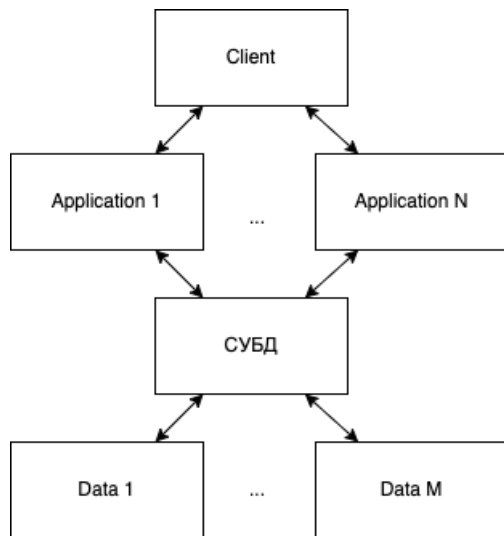 Client
Application 1
...
Application N
СУБД
Data 1
...
Data M